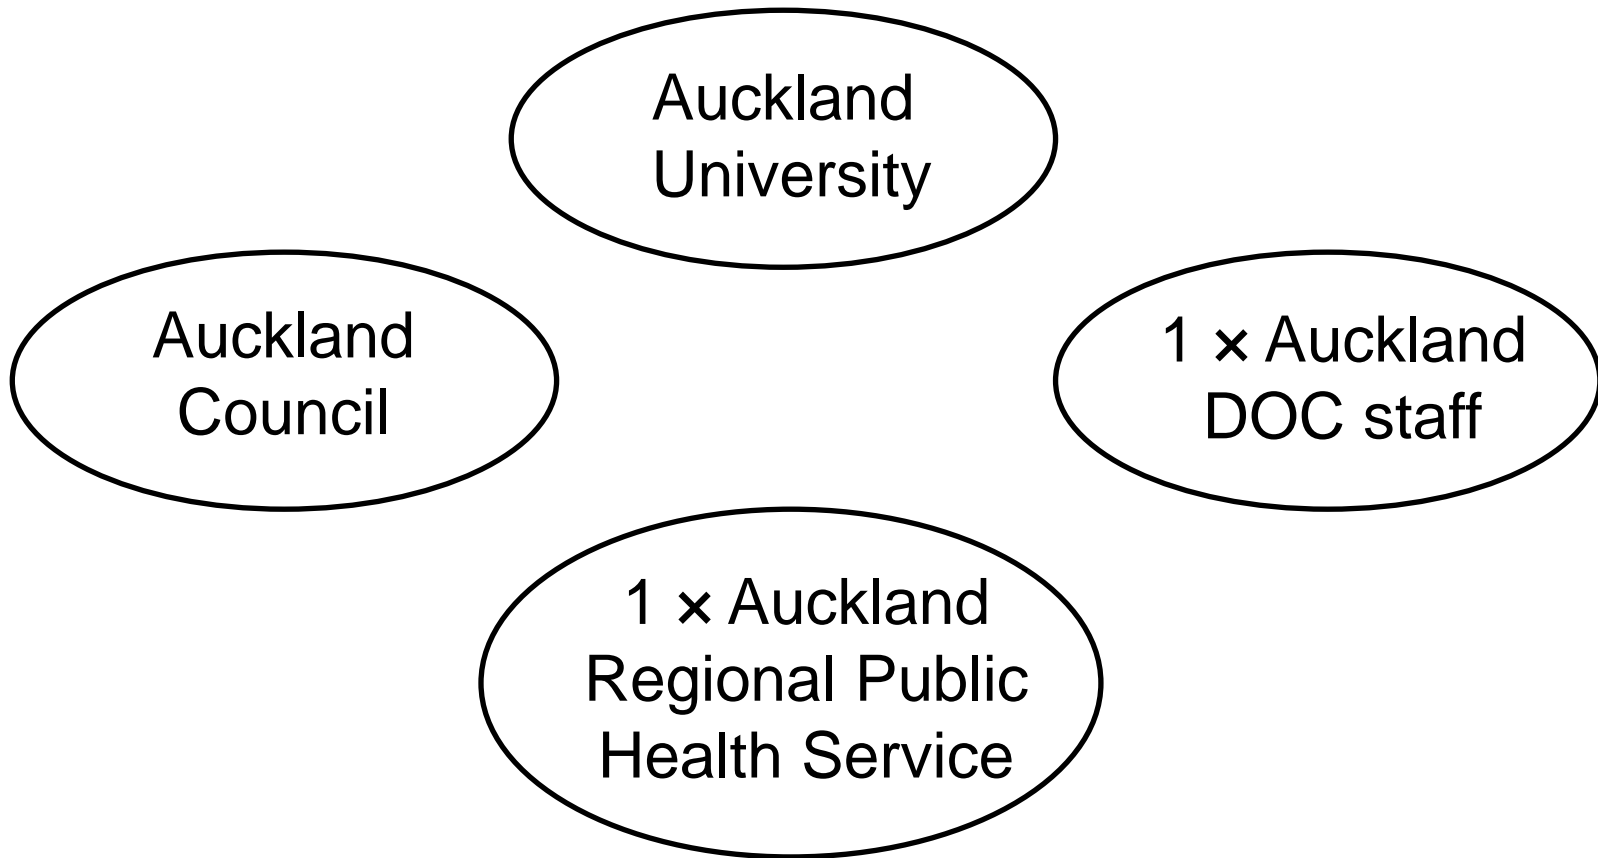 Auckland
University
Auckland
Council
1 × Auckland
DOC staff
1 × Auckland
Regional Public
Health Service